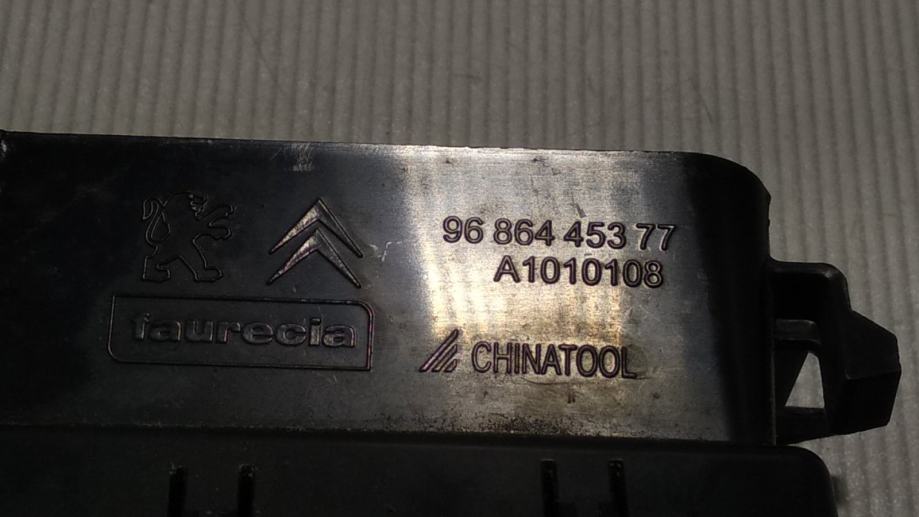 96 864 453 77
A1010108
faurecia
CHINATOOL